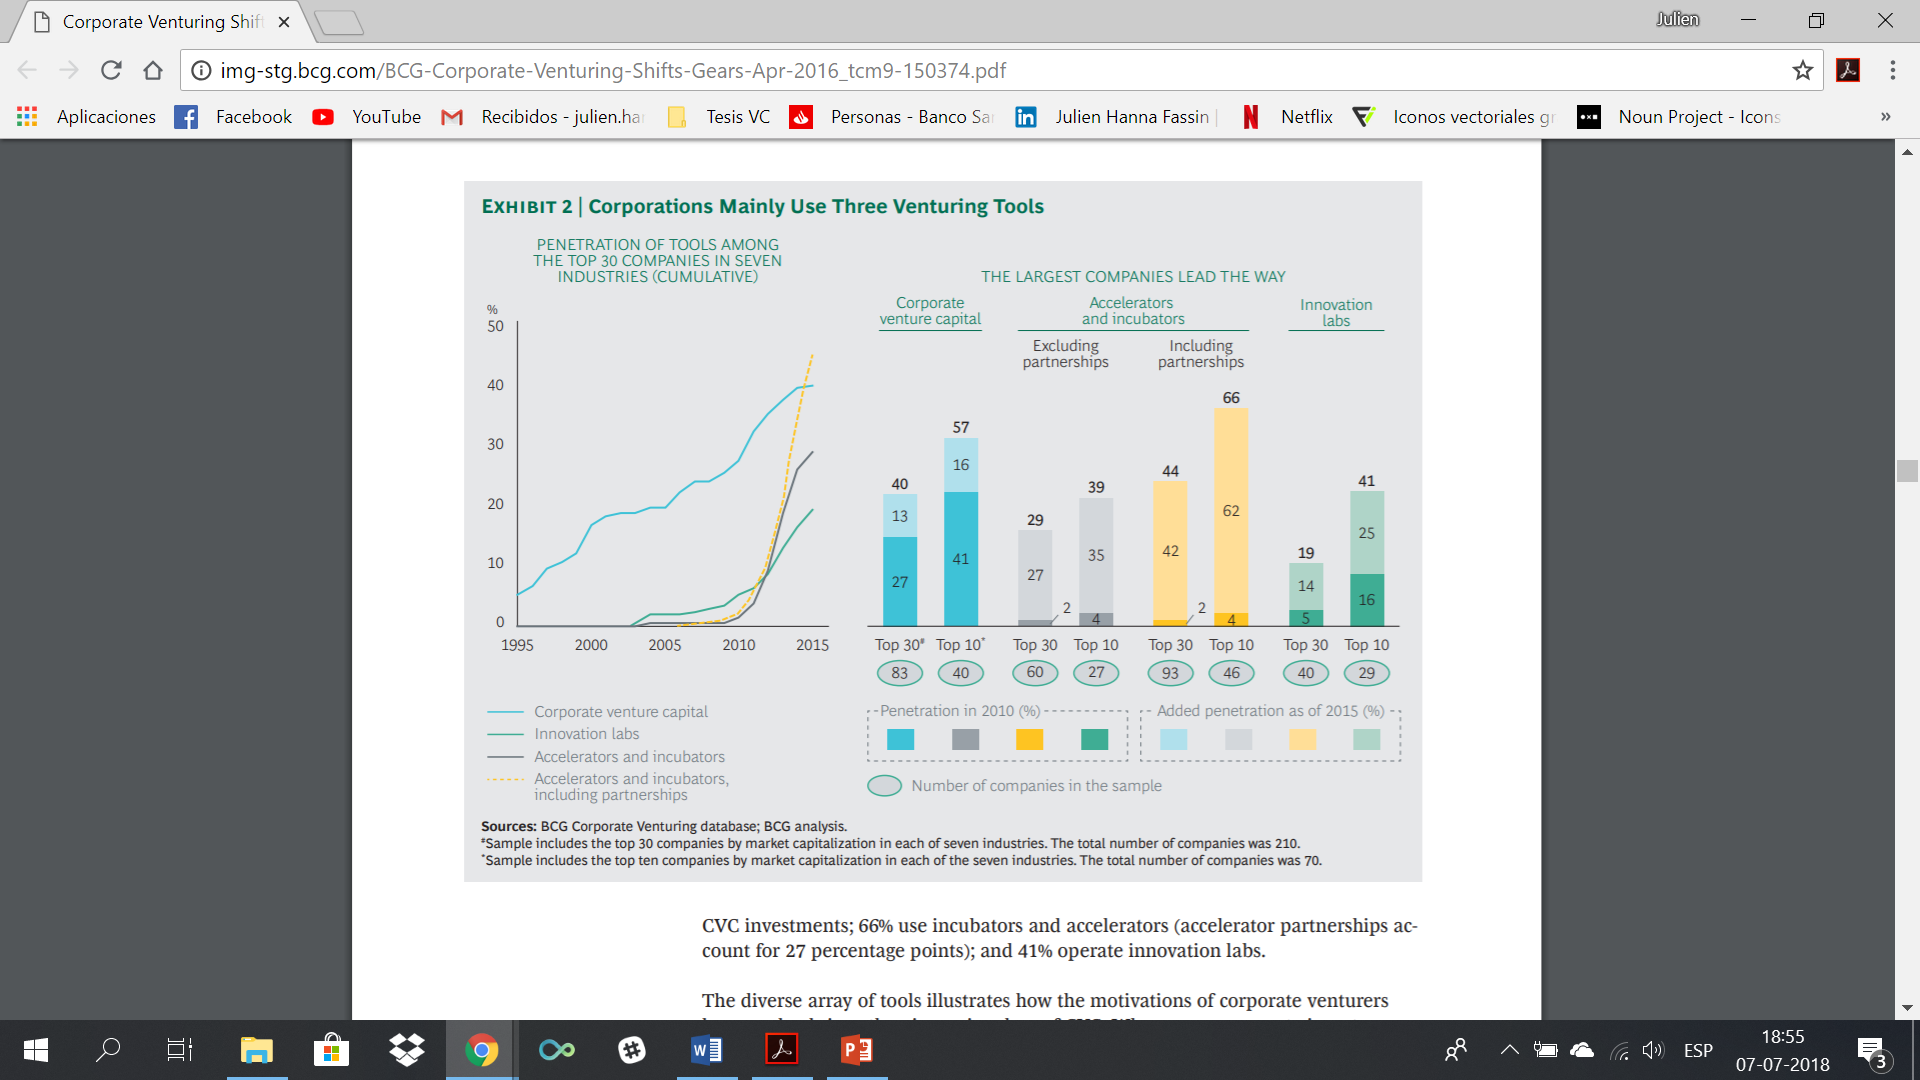 Corporate Venturing Shif
Julien
img-stg.bcg.com/BCG-Corporate-Venturing-Shifts-Gears-Apr-2016_tcm9-150374.pdf
Aplicaciones Facebook YouTube Recibidos - julien.ha Tesis VC Personas - Banco Sa Julien Hanna Fassin | Netflix Iconos vectoriales gr Noun Project - Icons »
EXHIBIT 2 | Corporations Mainly Use Three Venturing Tools
PENETRATION OF TOOLS AMONG
THE TOP 30 COMPANIES IN SEVEN
INDUSTRIES (CUMULATIVE)
%
50
40
30
20
10
0
1995 2000 2005 2010 2015
Corporate venture capital
Innovation labs
Accelerators and incubators
Accelerators and incubators,
including partnerships
THE LARGEST COMPANIES LEAD THE WAY
Corporate
venture capital
Accelerators
and incubators
Innovation
labs
Excluding
partnerships
Including
partnerships
40
13
27
57
16
41
29
27
2
39
35
4
44
42
2
66
62
4
19
14
5
41
25
16
Top 30# Top 10* Top 30 Top 10 Top 30 Top 10 Top 30 Top 10
83 40 60 27 93 46 40 29
Penetration in 2010 (%)
Added penetration as of 2015 (%)
Number of companies in the sample
Sources: BCG Corporate Venturing database; BCG analysis.
#Sample includes the top 30 companies by market capitalization in each of seven industries. The total number of companies was 210.
*Sample includes the top ten companies by market capitalization in each of the seven industries. The total number of companies was 70.
CVC investments; 66% use incubators and accelerators (accelerator partnerships ac-
count for 27 percentage points); and 41% operate innovation labs.
The diverse array of tools illustrates how the motivations of corporate venturers
ESP
18:55
07-07-2018
3